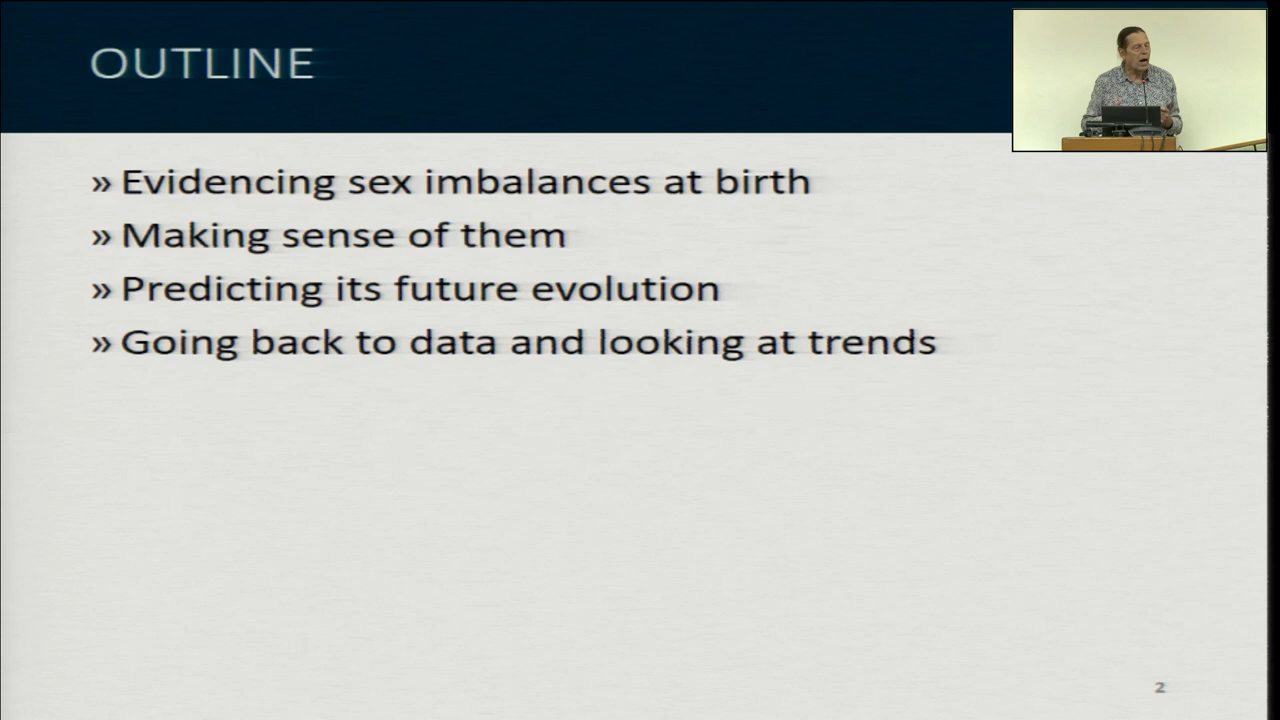 OUTLINE
» Evidencing sex imbalances at birth
» Making sense of them
» Predicting its future evolution
» Going back to data and looking at trends
2